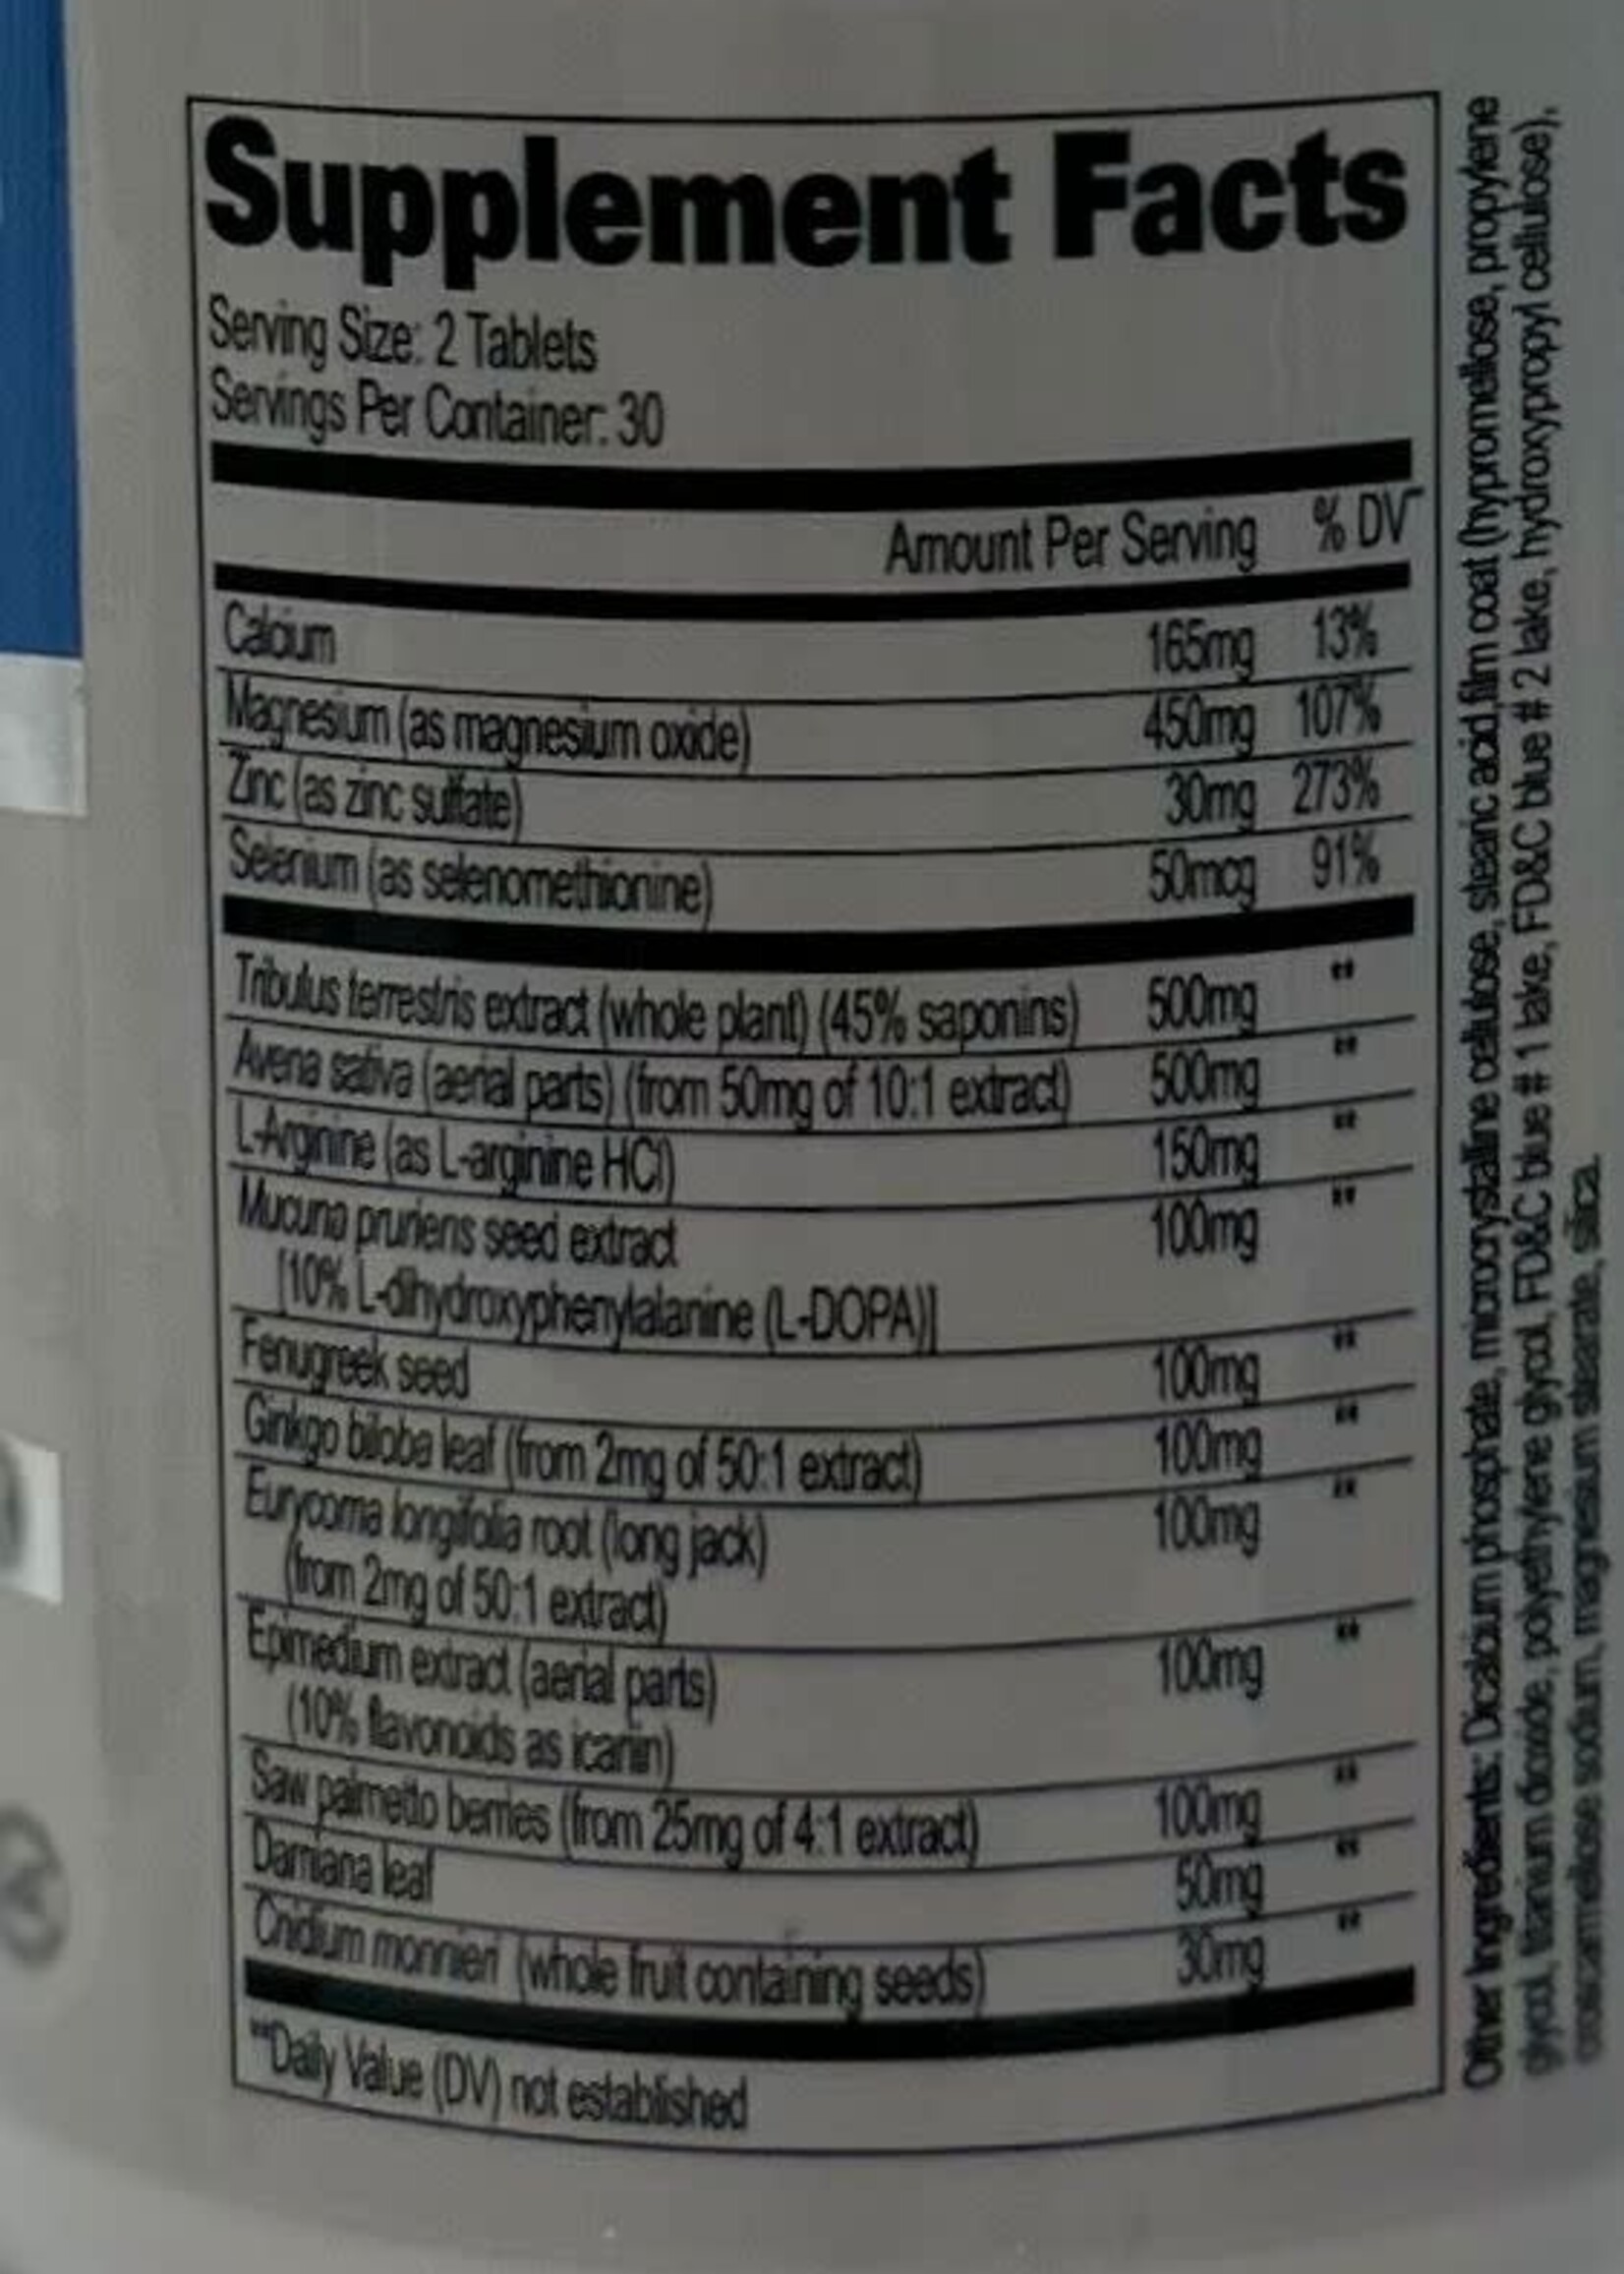 Supplement Facts
Serving Size: 2 Tablets
Servings Per Container: 30
Amount Per Serving % DV
Calcium 165mg 13%
Magnesium (as magnesium oxide) 450mg 107%
Zinc (as zinc sulfate) 30mg 273%
Selenium (as selenomethionine) 50mcg 91%
Tribulus terrestris extract (whole plant) (45% saponins) 500mg **
Avena sativa (aerial parts) (from 50mg of 10:1 extract) 500mg **
L-Arginine (as L-arginine HCl) 150mg **
Mucuna pruriens seed extract 100mg **
[10% L-dihydroxyphenylalanine (L-DOPA)]
Fenugreek seed 100mg **
Ginkgo biloba leaf (from 2mg of 50:1 extract) 100mg **
Eurycoma longifolia root (long jack) 100mg **
(from 2mg of 50:1 extract)
Epimedium extract (aerial parts) 100mg **
(10% flavonoids as icariin)
Saw palmetto berries (from 25mg of 4:1 extract) 100mg **
Damiana leaf 50mg **
Cnidium monnieri (whole fruit containing seeds) 30mg **
**Daily Value (DV) not established
Other Ingredients: Dicalcium phosphate, microcrystalline cellulose, stearic acid, film coat (hypromellose, propylene
glycol, titanium dioxide, polyethylene glycol, FD&C blue # 1 lake, FD&C blue # 2 lake, hydroxypropyl cellulose),
croscarmellose sodium, magnesium stearate, silica.